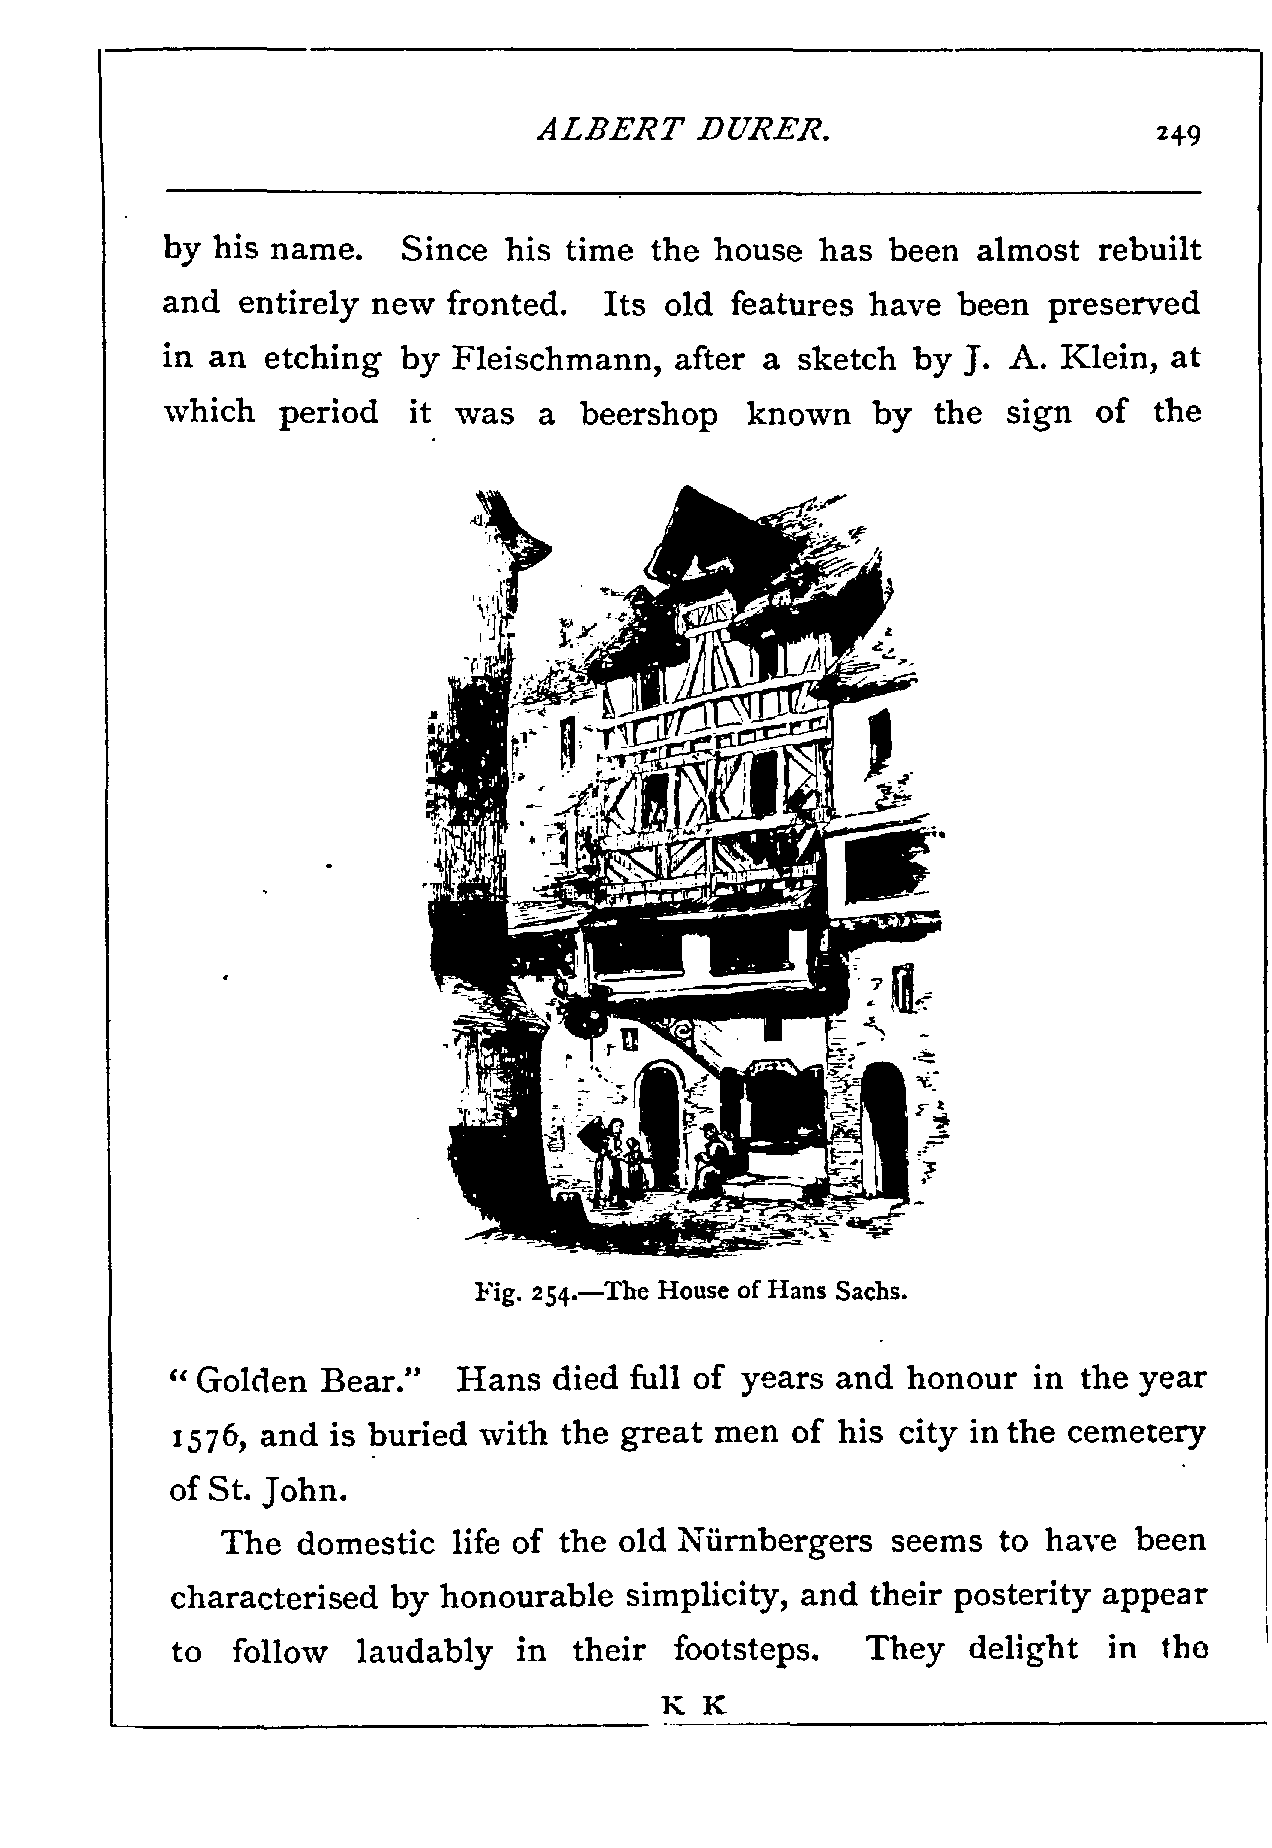 ALBERT DURER. 249
by his name. Since his time the house has been almost rebuilt
and entirely new fronted. Its old features have been preserved
in an etching by Fleischmann, after a sketch by J. A. Klein, at
which period it was a beershop known by the sign of the
Fig. 254.—The House of Hans Sachs.
“Golden Bear.” Hans died full of years and honour in the year
1576, and is buried with the great men of his city in the cemetery
of St. John.
The domestic life of the old Nürnbergers seems to have been
characterised by honourable simplicity, and their posterity appear
to follow laudably in their footsteps. They delight in the
K K